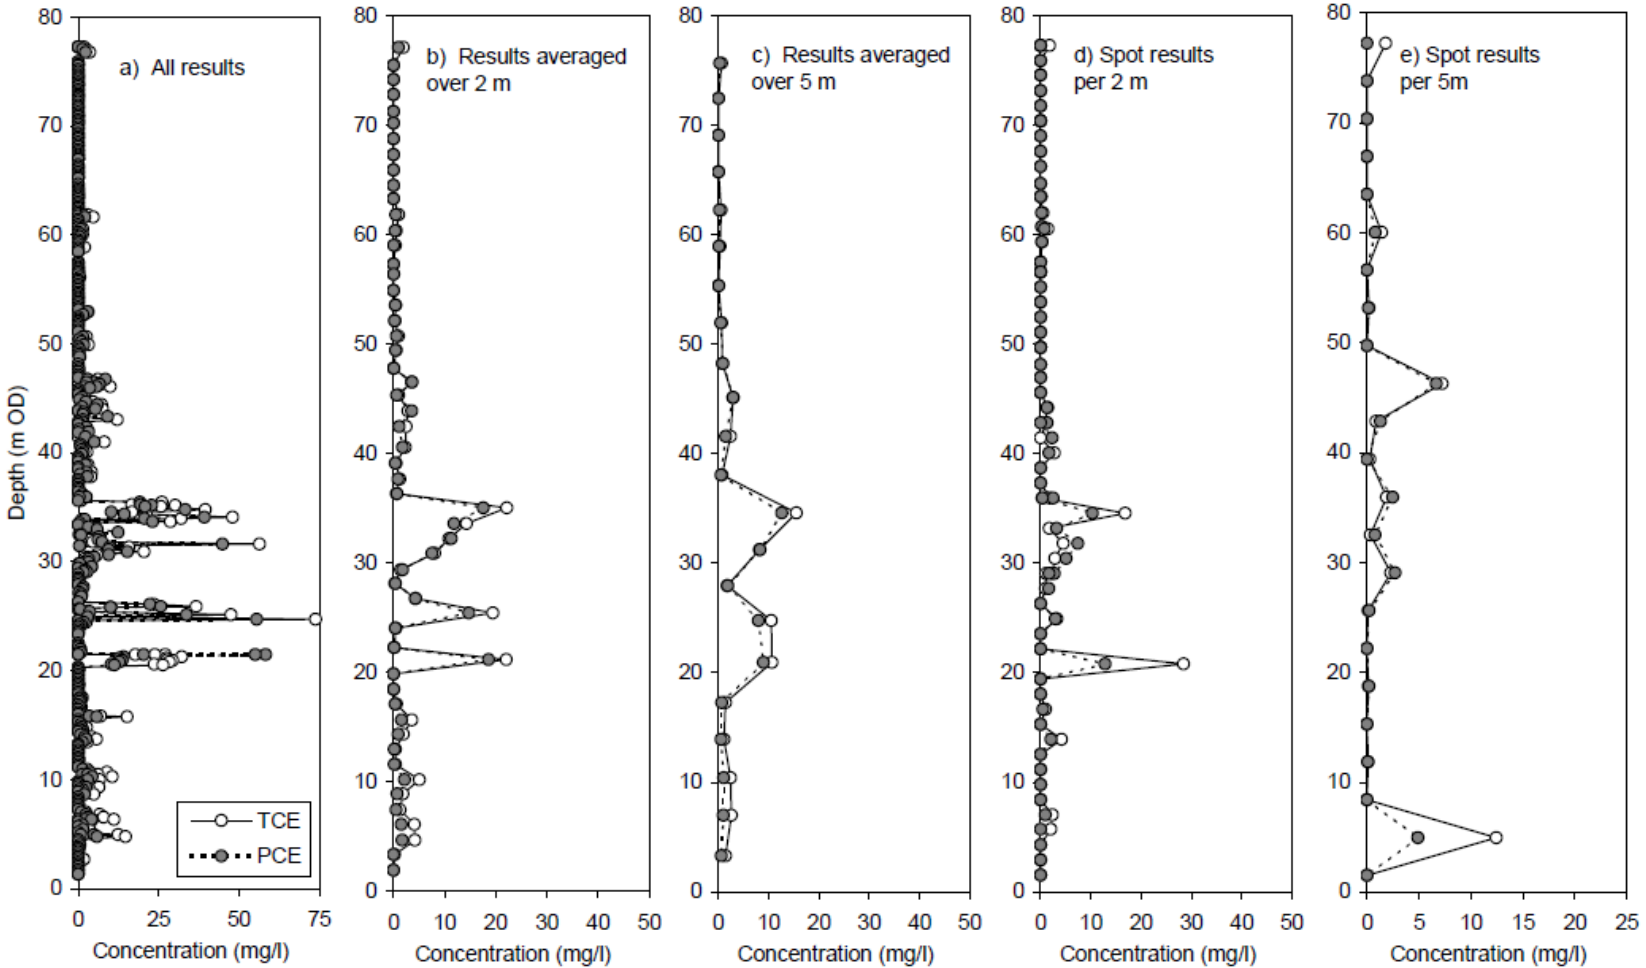 80
70
60
50
40
30
20
10
0
Depth (m OD)
a) All results
TCE
PCE
0 25 50 75
Concentration (mg/l)
80
70
60
50
40
30
20
10
0
b) Results averaged
over 2 m
0 10 20 30 40 50
Concentration (mg/l)
80
70
60
50
40
30
20
10
0
c) Results averaged
over 5 m
0 10 20 30 40 50
Concentration (mg/l)
80
70
60
50
40
30
20
10
0
d) Spot results
per 2 m
0 10 20 30 40 50
Concentration (mg/l)
80
70
60
50
40
30
20
10
0
e) Spot results
per 5m
0 5 10 15 20 25
Concentration (mg/l)